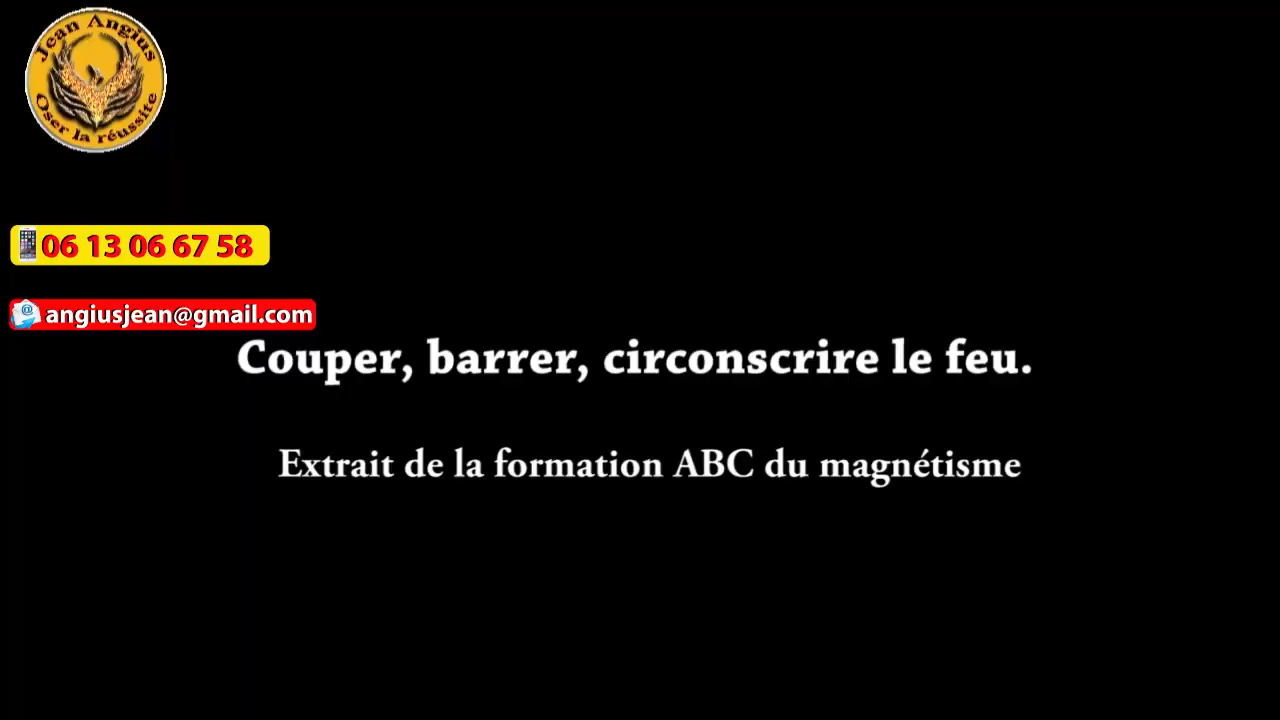 Jean Angius
Oser la réussite
06 13 06 67 58
angiusjean@gmail.com
Couper, barrer, circonscrire le feu.
Extrait de la formation ABC du magnétisme